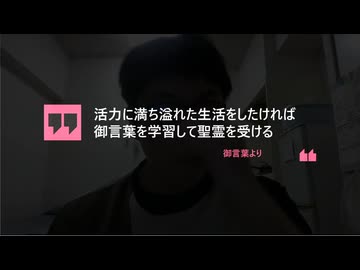 活力に満ち溢れた生活をしたければ
御言葉を学習して聖霊を受ける
御言葉より